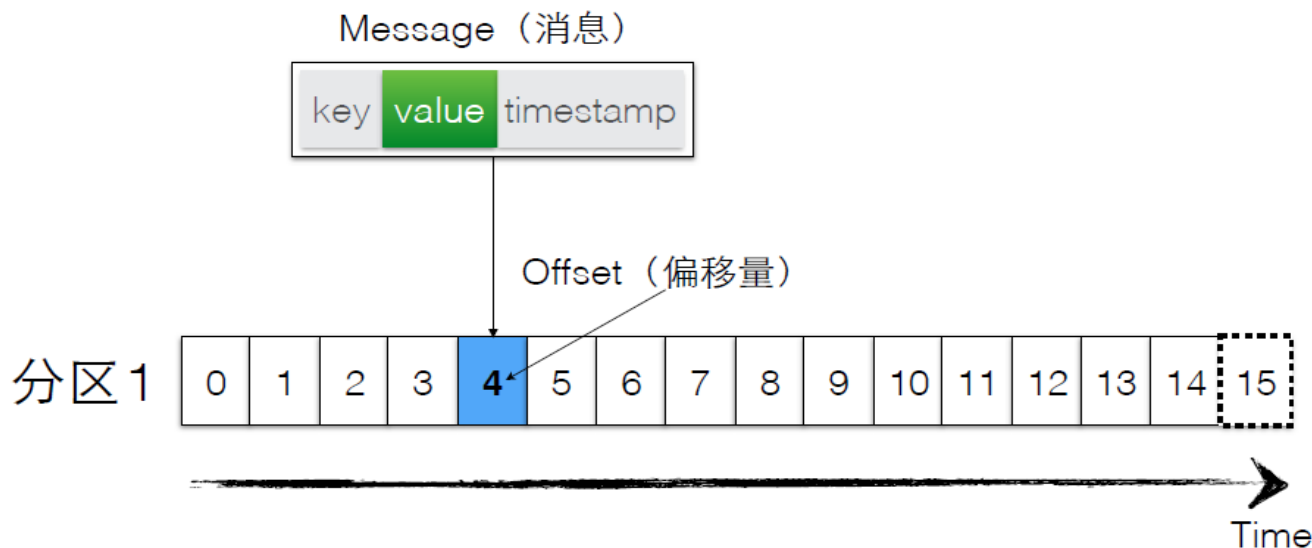 Message（消息）
key value timestamp
Offset（偏移量）
分区1 0 1 2 3 4 5 6 7 8 9 10 11 12 13 14 15
Time